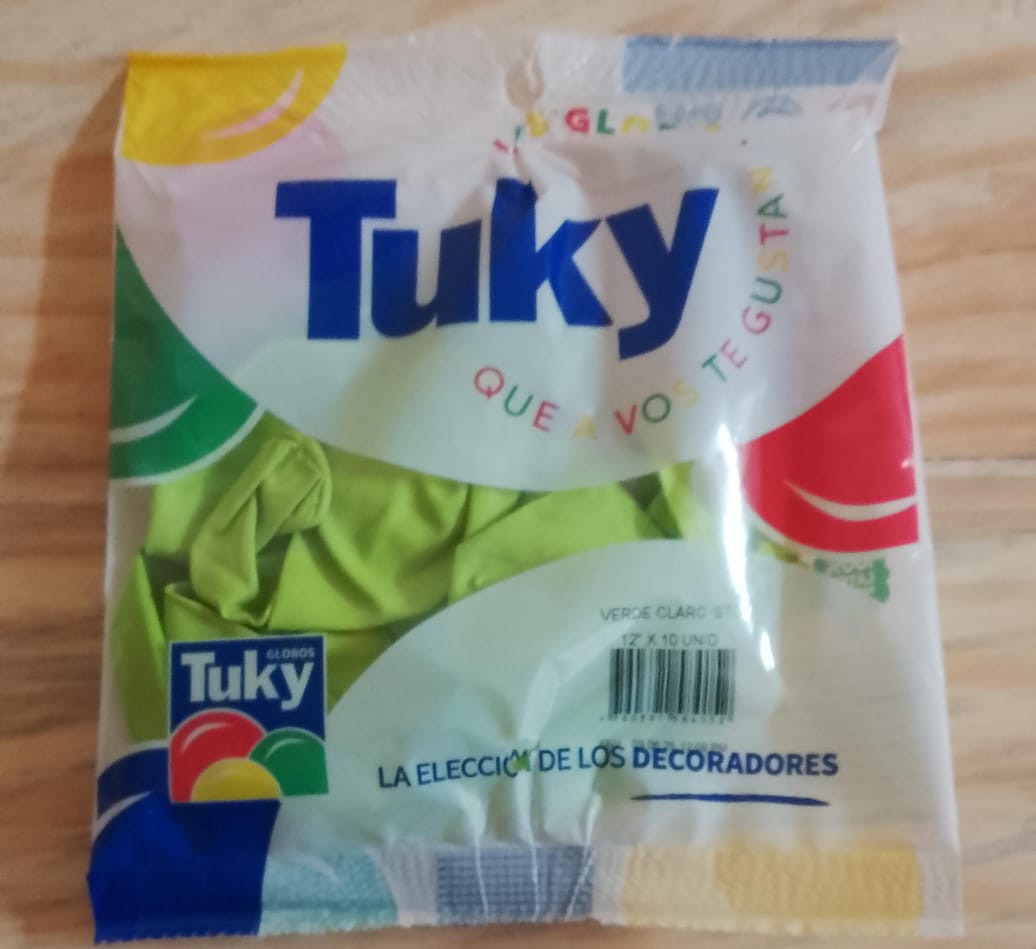 Tuky
QUE A VOS TE GUSTAN
VERDE CLARO
12" X 10 UNID
GLOBOS
Tuky
LA ELECCIÓN DE LOS DECORADORES